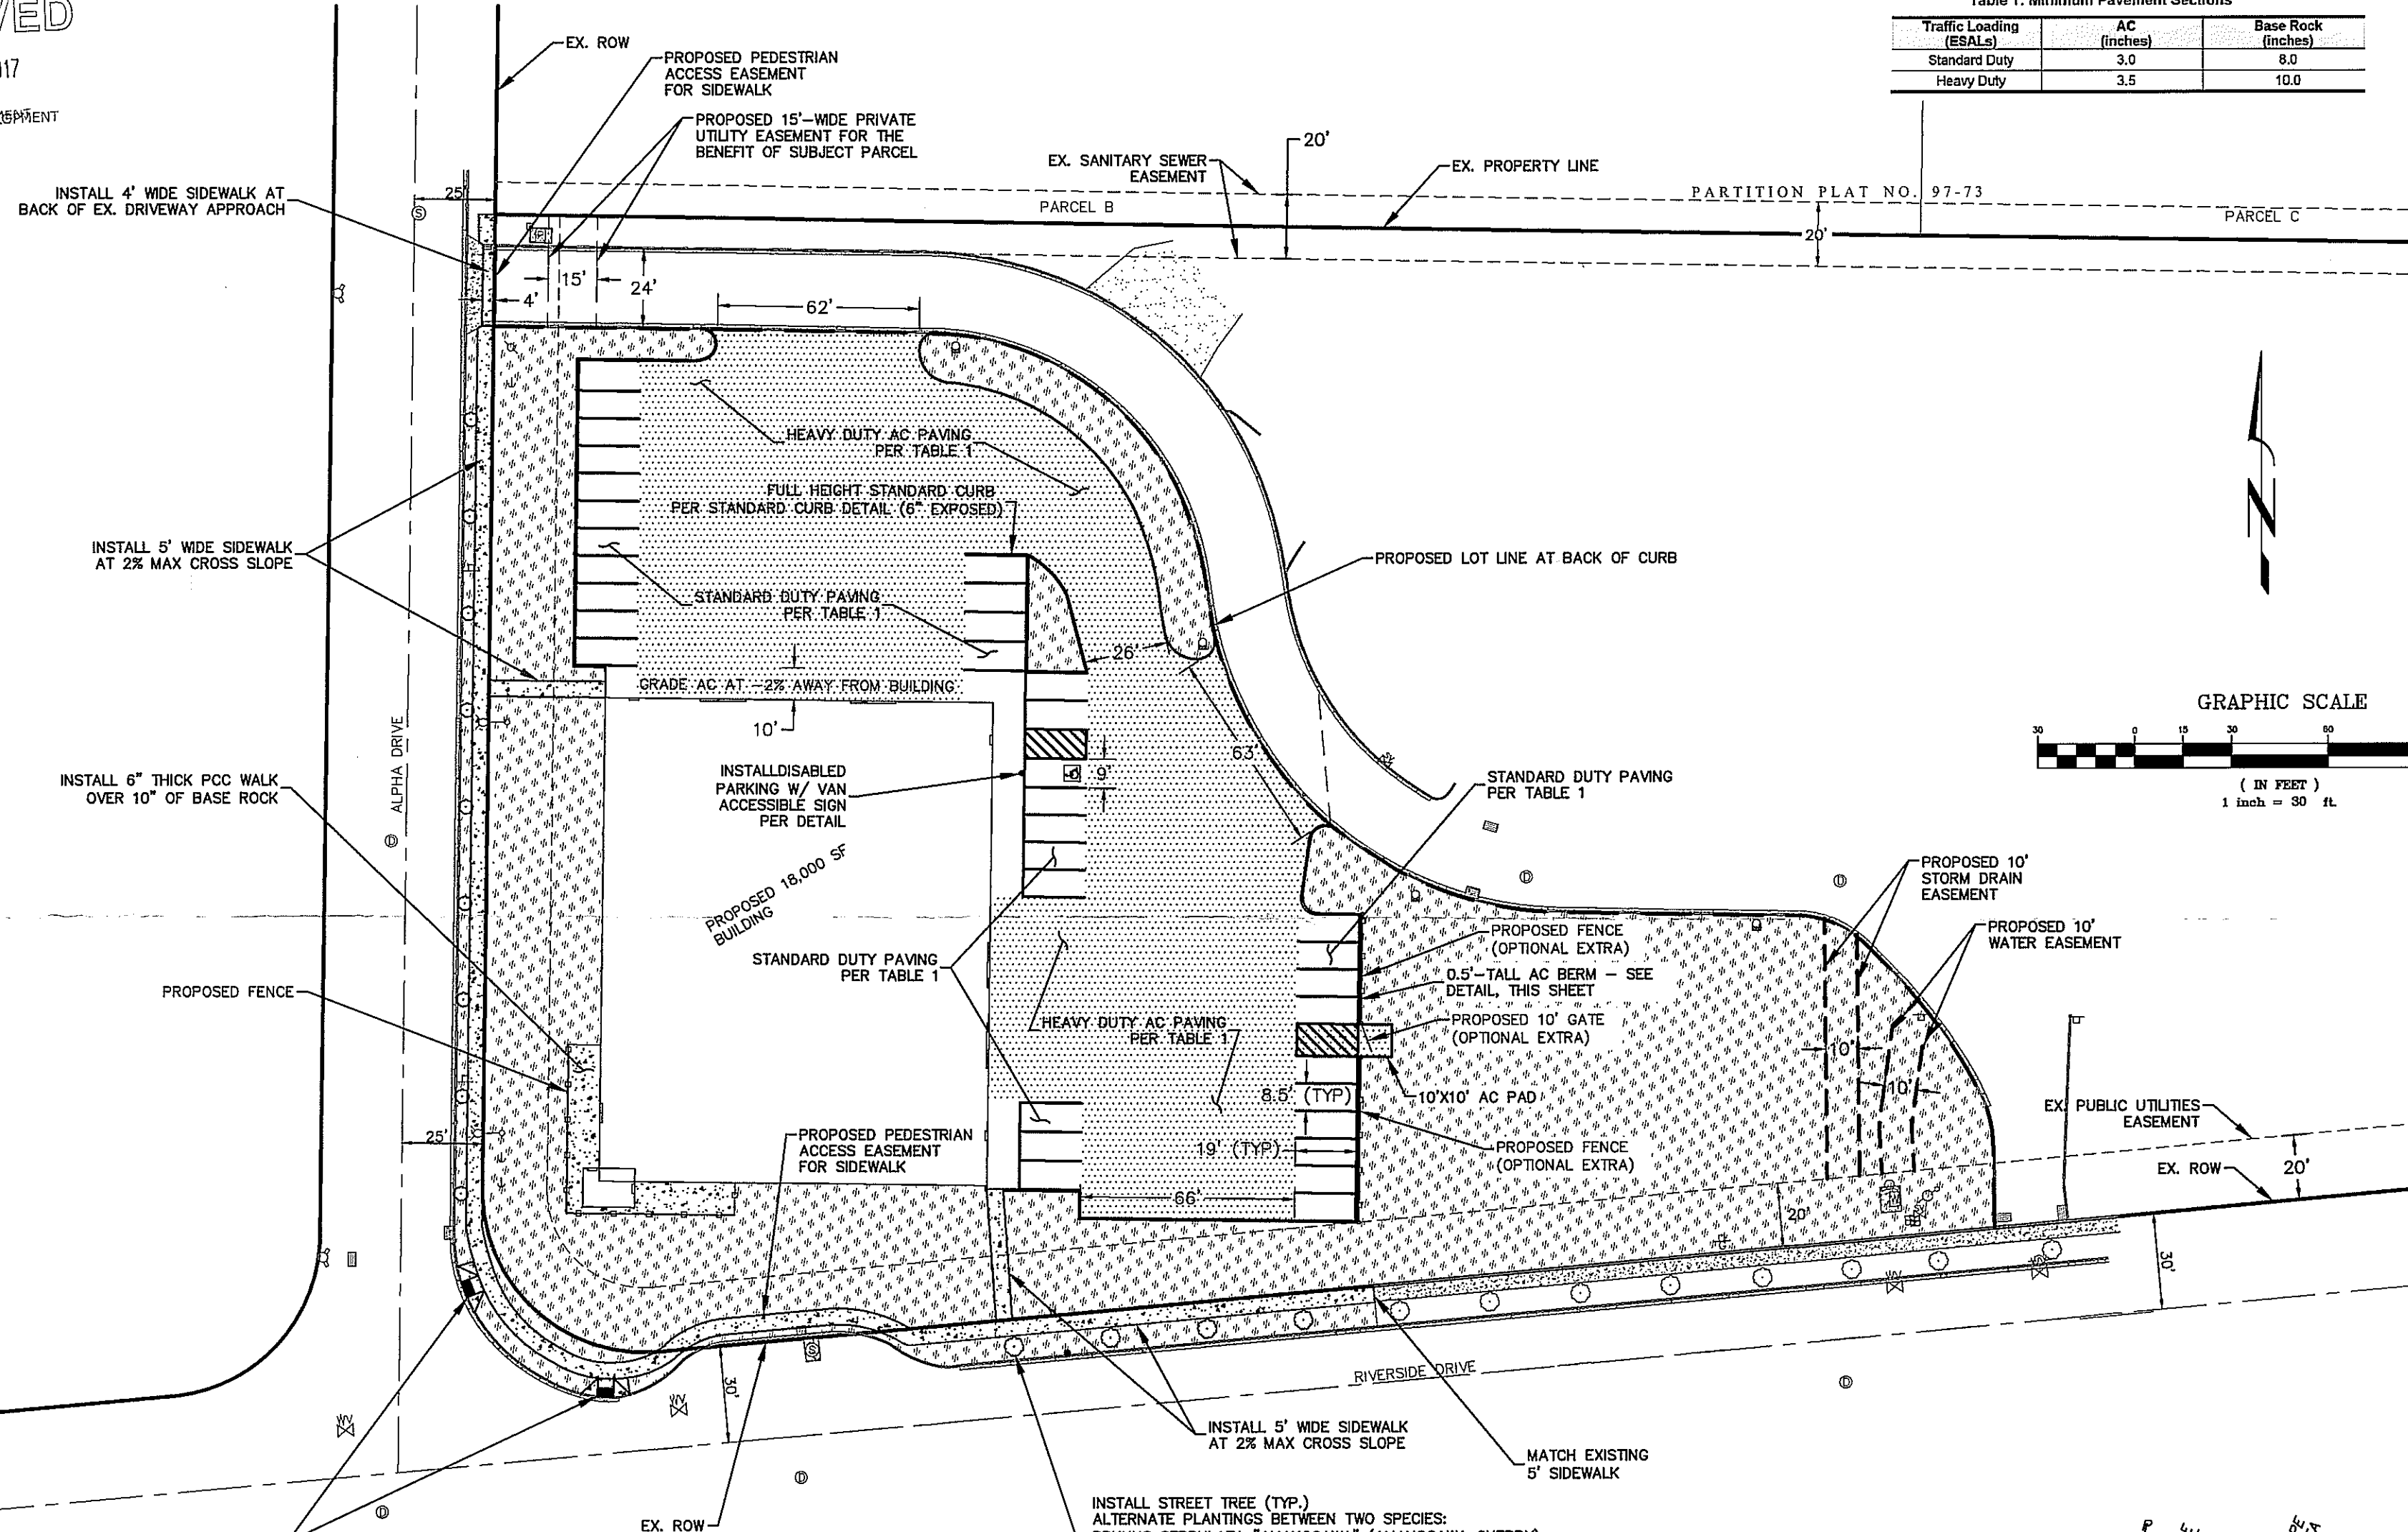 VED
17
EX. ROW
PROPOSED PEDESTRIAN
ACCESS EASEMENT
FOR SIDEWALK
PROPOSED 15'-WIDE PRIVATE
UTILITY EASEMENT FOR THE
BENEFIT OF SUBJECT PARCEL
Table 1. Minimum Pavement Sections
Traffic Loading
(ESALs)
AC
(inches)
Base Rock
(inches)
Standard Duty
3.0
8.0
Heavy Duty
3.5
10.0
20'
EX. SANITARY SEWER
EASEMENT
EX. PROPERTY LINE
PARTITION PLAT NO. 97-73
PARCEL B
PARCEL C
20'
INSTALL 4' WIDE SIDEWALK AT
BACK OF EX. DRIVEWAY APPROACH
25'
S
15'
24'
4'
62'
HEAVY DUTY AC PAVING
PER TABLE 1
FULL HEIGHT STANDARD CURB
PER STANDARD CURB DETAIL (6" EXPOSED)
INSTALL 5' WIDE SIDEWALK
AT 2% MAX CROSS SLOPE
PROPOSED LOT LINE AT BACK OF CURB
STANDARD DUTY PAVING
PER TABLE 1
26'
N
GRADE AC AT -2% AWAY FROM BUILDING
10'
ALPHA DRIVE
GRAPHIC SCALE
30
0
15
30
60
( IN FEET )
1 inch = 30 ft.
63'
INSTALL 6" THICK PCC WALK
OVER 10" OF BASE ROCK
INSTALLDISABLED
PARKING W/ VAN
ACCESSIBLE SIGN
PER DETAIL
9'
STANDARD DUTY PAVING
PER TABLE 1
D
PROPOSED 18,000 SF
BUILDING
D
D
PROPOSED 10'
STORM DRAIN
EASEMENT
PROPOSED 10'
WATER EASEMENT
STANDARD DUTY PAVING
PER TABLE 1
PROPOSED FENCE
(OPTIONAL EXTRA)
0.5'-TALL AC BERM - SEE
DETAIL, THIS SHEET
PROPOSED FENCE
HEAVY DUTY AC PAVING
PER TABLE 1
PROPOSED 10' GATE
(OPTIONAL EXTRA)
10'
10'
8.5' (TYP)
10'X10' AC PAD
EX. PUBLIC UTILITIES
EASEMENT
25'
PROPOSED PEDESTRIAN
ACCESS EASEMENT
FOR SIDEWALK
19' (TYP)
PROPOSED FENCE
(OPTIONAL EXTRA)
EX. ROW
20'
66'
20'
30'
S
30'
RIVERSIDE DRIVE
D
INSTALL 5' WIDE SIDEWALK
AT 2% MAX CROSS SLOPE
MATCH EXISTING
5' SIDEWALK
D
D
EX. ROW
INSTALL STREET TREE (TYP.)
ALTERNATE PLANTINGS BETWEEN TWO SPECIES: